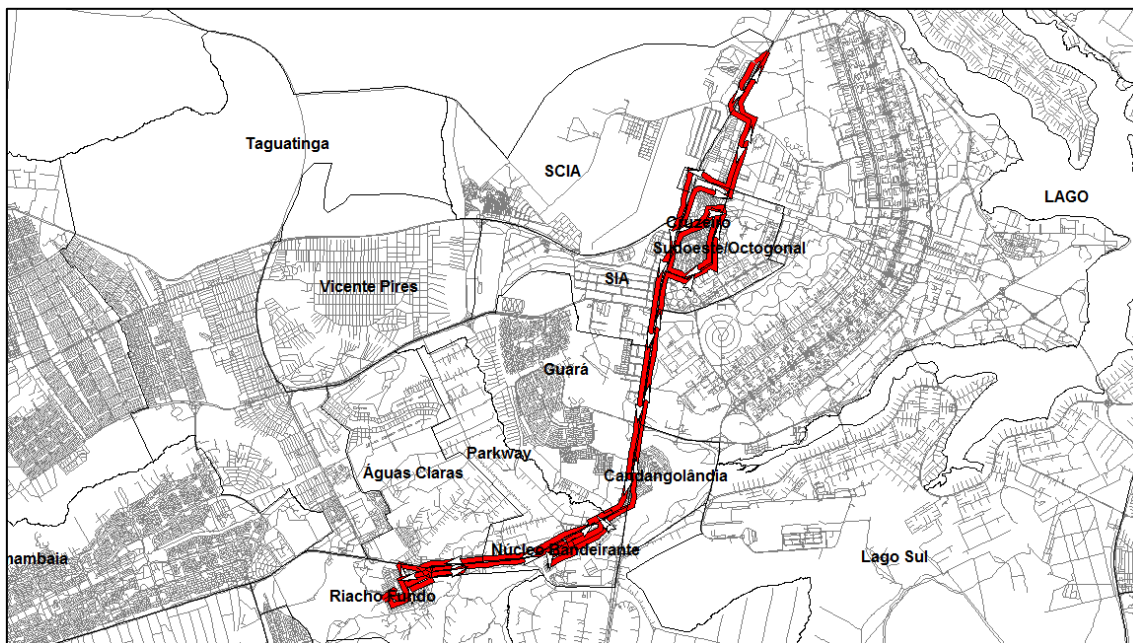 Taguatinga
SCIA
LAGO
Cruzeiro
Sudoeste/Octogonal
SIA
Vicente Pires
Guará
Parkway
Águas Claras
Candangolândia
Núcleo Bandeirante
nambaia
Lago Sul
Riacho Fundo